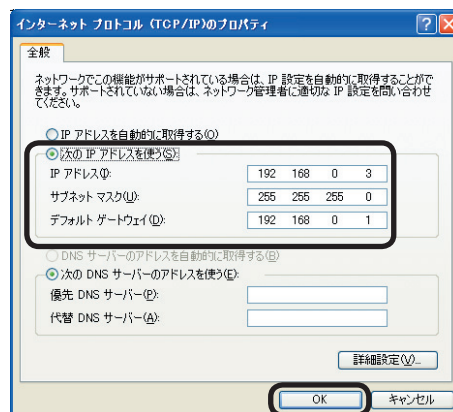 インターネット プロトコル (TCP/IP)のプロパティ
全般
ネットワークでこの機能がサポートされている場合は、IP 設定を自動的に取得することがで
きます。サポートされていない場合は、ネットワーク管理者に適切な IP 設定を問い合わせ
てください。
IP アドレスを自動的に取得する(O)
次の IP アドレスを使う(S):
IP アドレス(I): 192 168 0 3
サブネット マスク(U): 255 255 255 0
デフォルト ゲートウェイ(D): 192 168 0 1
DNS サーバーのアドレスを自動的に取得する(B)
次の DNS サーバーのアドレスを使う(E):
優先 DNS サーバー(P):
代替 DNS サーバー(A):
詳細設定(V)...
OK キャンセル